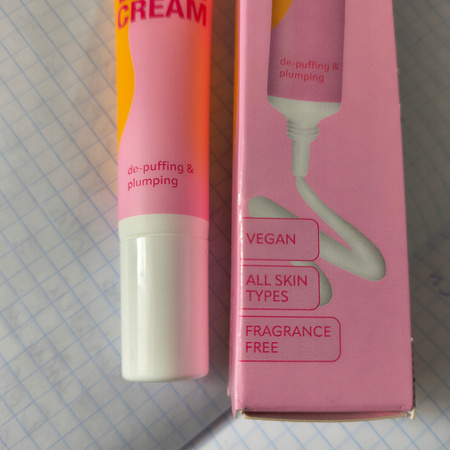 CREAM
de-puffing &
plumping
de-puffing &
plumping
VEGAN
ALL SKIN
TYPES
FRAGRANCE
FREE